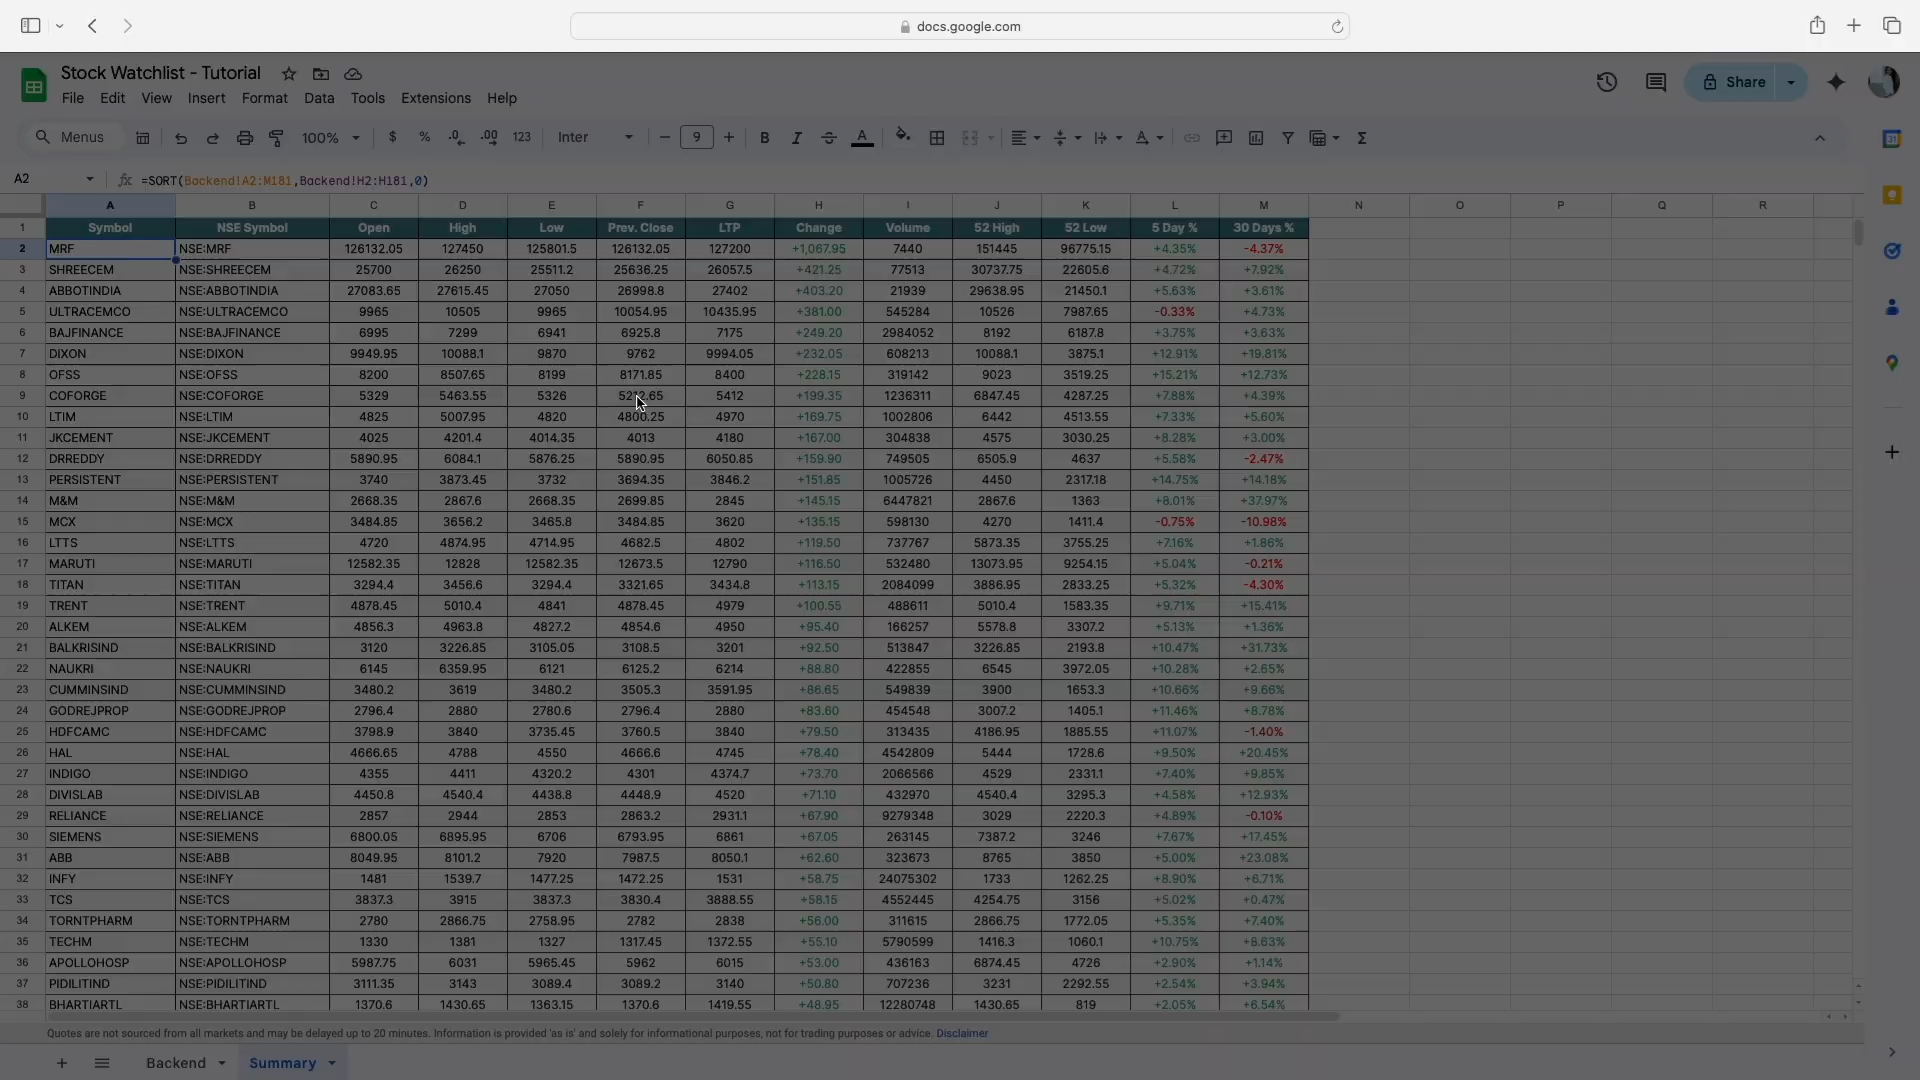 docs.google.com
Stock Watchlist - Tutorial
File Edit View Insert Format Data Tools Extensions Help
Share
Menus 100% $ % .0 .00 123 Inter 9 B I A
A2 fx =SORT(Backend!A2:M181,Backend!H2:H181,0)
A B C D E F G H I J K L M N O P Q R
1 Symbol NSE Symbol Open High Low Prev. Close LTP Change Volume 52 High 52 Low 5 Day % 30 Days %
2 MRF NSE:MRF 126132.05 127450 125801.5 126132.05 127200 +1,067.95 7440 151445 96775.15 +4.35% -4.37%
3 SHREECEM NSE:SHREECEM 25700 26250 25511.2 25636.25 26057.5 +421.25 77513 30737.75 22605.6 +4.72% +7.92%
4 ABBOTINDIA NSE:ABBOTINDIA 27083.65 27615.45 27050 26998.8 27402 +403.20 21939 29638.95 21450.1 +5.63% +3.61%
5 ULTRACEMCO NSE:ULTRACEMCO 9965 10505 9965 10054.95 10435.95 +381.00 545284 10526 7987.65 -0.33% +4.73%
6 BAJFINANCE NSE:BAJFINANCE 6995 7299 6941 6925.8 7175 +249.20 2984052 8192 6187.8 +3.75% +3.63%
7 DIXON NSE:DIXON 9949.95 10088.1 9870 9762 9994.05 +232.05 608213 10088.1 3875.1 +12.91% +19.81%
8 OFSS NSE:OFSS 8200 8507.65 8199 8171.85 8400 +228.15 319142 9023 3519.25 +15.21% +12.73%
9 COFORGE NSE:COFORGE 5329 5463.55 5326 5412 +199.35 1236311 6847.45 4287.25 +7.88% +4.39%
10 LTIM NSE:LTIM 4825 5007.95 4820 4800.25 4970 +169.75 1002806 6442 4513.55 +7.33% +5.60%
11 JKCEMENT NSE:JKCEMENT 4025 4201.4 4014.35 4013 4180 +167.00 304838 4575 3030.25 +8.28% +3.00%
12 DRREDDY NSE:DRREDDY 5890.95 6084.1 5876.25 5890.95 6050.85 +159.90 749505 6505.9 4637 +5.58% -2.47%
13 PERSISTENT NSE:PERSISTENT 3740 3873.45 3732 3694.35 3846.2 +151.85 1005726 4450 2317.18 +14.75% +14.18%
14 M&M NSE:M&M 2668.35 2867.6 2668.35 2699.85 2845 +145.15 6447821 2867.6 1363 +8.01% +37.97%
15 MCX NSE:MCX 3484.85 3656.2 3465.8 3484.85 3620 +135.15 598130 4270 1411.4 -0.75% -10.98%
16 LTTS NSE:LTTS 4720 4874.95 4714.95 4682.5 4802 +119.50 737767 5873.35 3755.25 +7.16% +1.86%
17 MARUTI NSE:MARUTI 12582.35 12828 12582.35 12673.5 12790 +116.50 532480 13073.95 9254.15 +5.04% -0.21%
18 TITAN NSE:TITAN 3294.4 3456.6 3294.4 3321.65 3434.8 +113.15 2084099 3886.95 2833.25 +5.32% -4.30%
19 TRENT NSE:TRENT 4878.45 5010.4 4841 4878.45 4979 +100.55 488611 5010.4 1583.35 +9.71% +15.41%
20 ALKEM NSE:ALKEM 4856.3 4963.8 4827.2 4854.6 4950 +95.40 166257 5578.8 3307.2 +5.13% +1.36%
21 BALKRISIND NSE:BALKRISIND 3120 3226.85 3105.05 3108.5 3201 +92.50 513847 3226.85 2193.8 +10.47% +31.73%
22 NAUKRI NSE:NAUKRI 6145 6359.95 6121 6125.2 6214 +88.80 422855 6545 3972.05 +10.28% +2.65%
23 CUMMINSIND NSE:CUMMINSIND 3480.2 3619 3480.2 3505.3 3591.95 +86.65 549839 3900 1653.3 +10.66% +9.66%
24 GODREJPROP NSE:GODREJPROP 2796.4 2880 2780.6 2796.4 2880 +83.60 454548 3007.2 1405.1 +11.46% +8.78%
25 HDFCAMC NSE:HDFCAMC 3798.9 3840 3735.45 3760.5 3840 +79.50 313435 4186.95 1885.55 +11.07% -1.40%
26 HAL NSE:HAL 4666.65 4788 4550 4666.6 4745 +78.40 4542809 5444 1728.6 +9.50% +20.45%
27 INDIGO NSE:INDIGO 4355 4411 4320.2 4301 4374.7 +73.70 2066566 4529 2331.1 +7.40% +9.85%
28 DIVISLAB NSE:DIVISLAB 4450.8 4540.4 4438.8 4448.9 4520 +71.10 432970 4540.4 3295.3 +4.58% +12.93%
29 RELIANCE NSE:RELIANCE 2857 2944 2853 2863.2 2931.1 +67.90 9279348 3029 2220.3 +4.89% -0.10%
30 SIEMENS NSE:SIEMENS 6800.05 6895.95 6706 6793.95 6861 +67.05 263145 7387.2 3246 +7.67% +17.45%
31 ABB NSE:ABB 8049.95 8101.2 7920 7987.5 8050.1 +62.60 323673 8765 3850 +5.00% +23.08%
32 INFY NSE:INFY 1481 1539.7 1477.25 1472.25 1531 +58.75 24075302 1733 1262.25 +8.90% +6.71%
33 TCS NSE:TCS 3837.3 3915 3837.3 3830.4 3888.55 +58.15 4552445 4254.75 3156 +5.02% +0.47%
34 TORNTPHARM NSE:TORNTPHARM 2780 2866.75 2758.95 2782 2838 +56.00 311615 2866.75 1772.05 +5.35% +7.40%
35 TECHM NSE:TECHM 1330 1381 1327 1317.45 1372.55 +55.10 5790599 1416.3 1060.1 +10.75% +8.63%
36 APOLLOHOSP NSE:APOLLOHOSP 5987.75 6031 5965.45 5962 6015 +53.00 436163 6874.45 4726 +2.90% +1.14%
37 PIDILITIND NSE:PIDILITIND 3111.35 3143 3089.4 3089.2 3140 +50.80 707236 3231 2292.55 +2.54% +3.94%
38 BHARTIARTL NSE:BHARTIARTL 1370.6 1430.65 1363.15 1370.6 1419.55 +48.95 12280748 1430.65 819 +2.05% +6.54%
Quotes are not sourced from all markets and may be delayed up to 20 minutes. Information is provided 'as is' and solely for informational purposes, not for trading purposes or advice. Disclaimer
Backend Summary